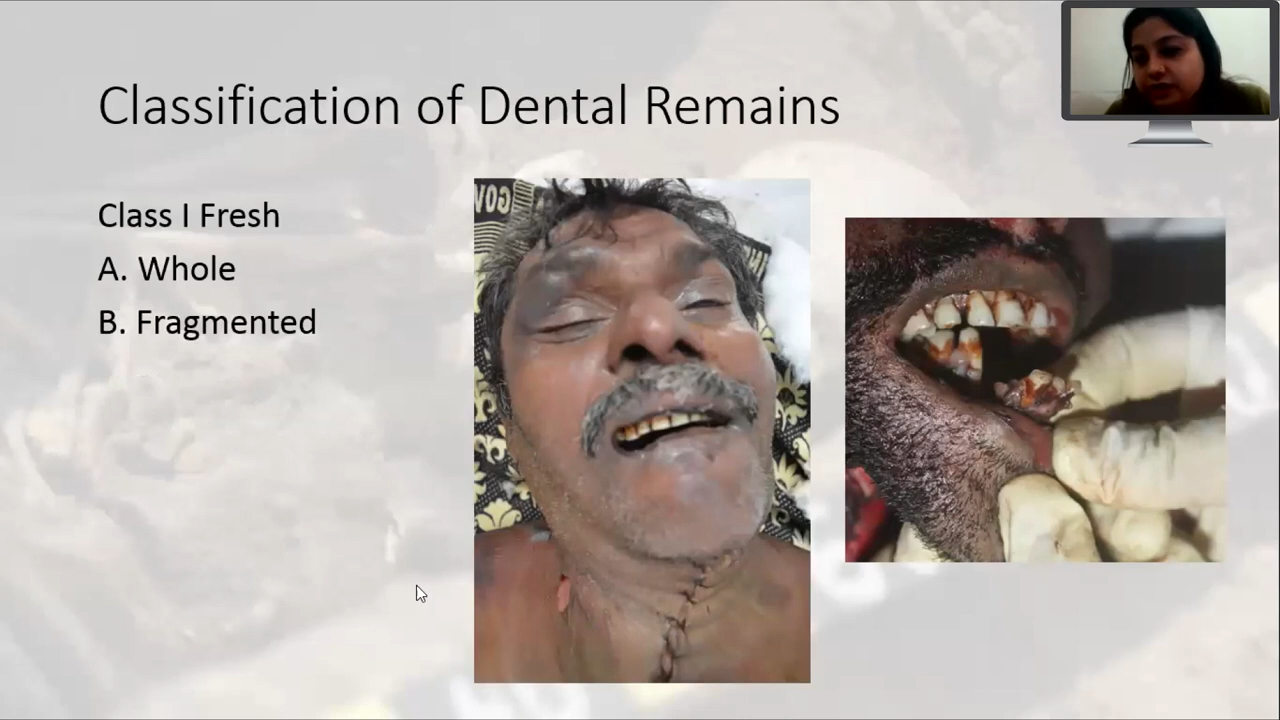 Classification of Dental Remains
Class I Fresh
A. Whole
B. Fragmented